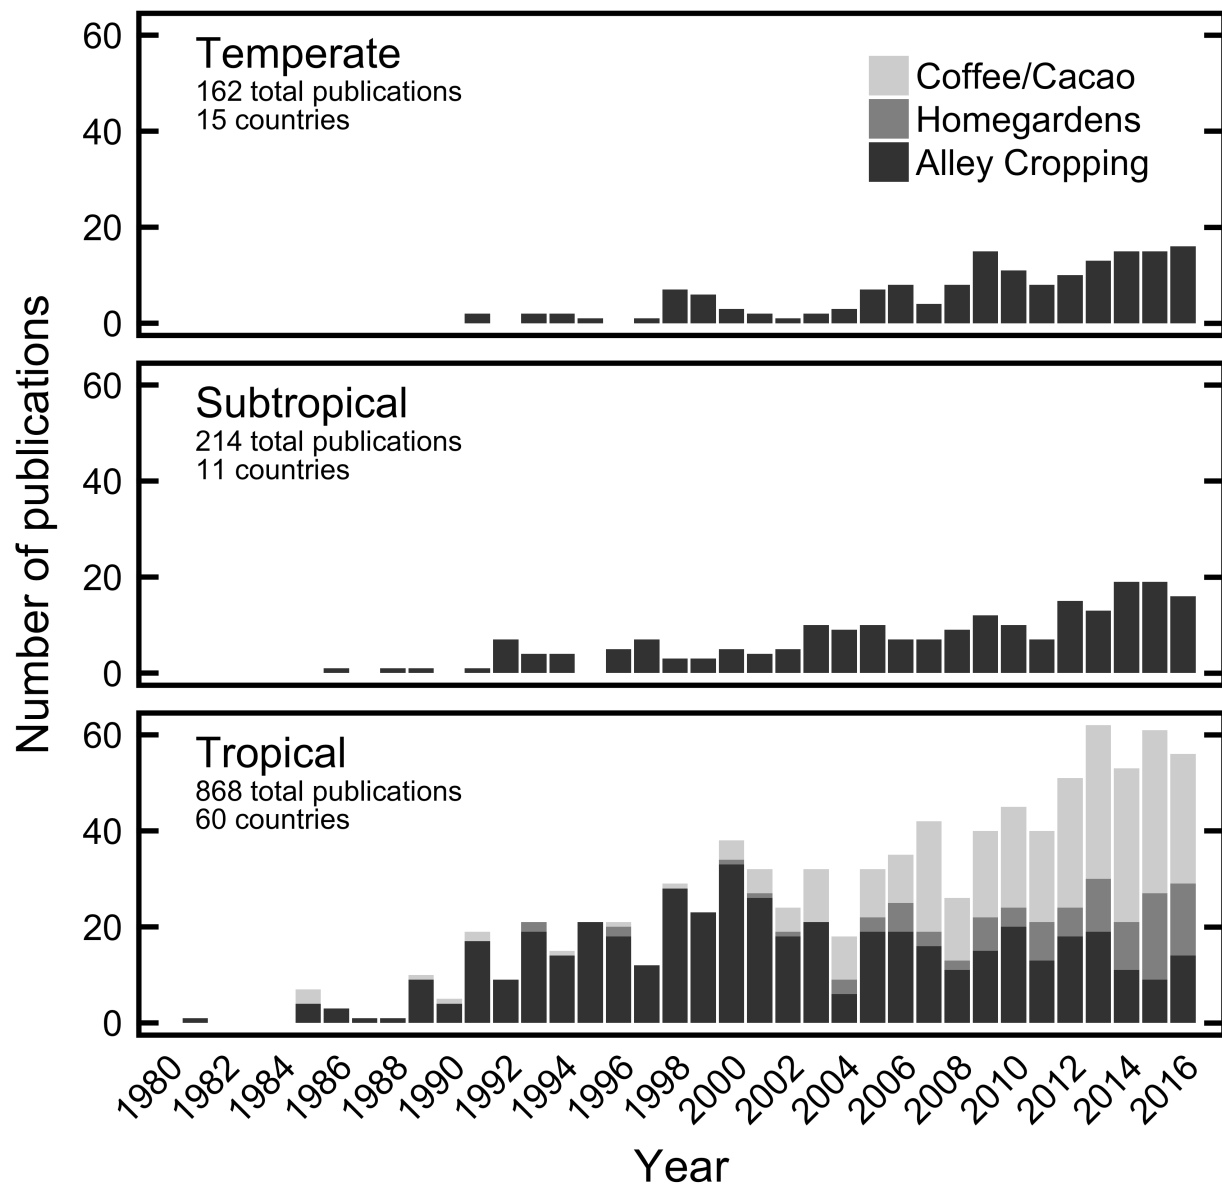 Number of publications
60
40
20
0
Temperate
162 total publications
15 countries
Coffee/Cacao
Homegardens
Alley Cropping
60
40
20
0
Subtropical
214 total publications
11 countries
60
40
20
0
Tropical
868 total publications
60 countries
1980 1982 1984 1986 1988 1990 1992 1994 1996 1998 2000 2002 2004 2006 2008 2010 2012 2014 2016
Year